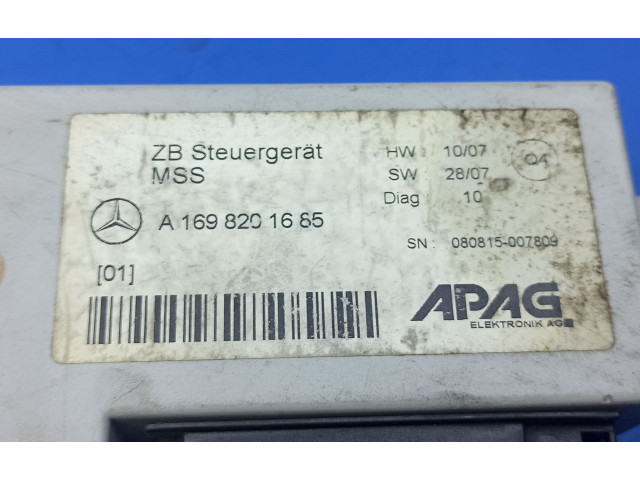 ZB Steuergerät
MSS
A 169 820 16 85
[01]
HW 10/07
SW 28/07
Diag 10
Q4
SN : 080815-007809
APAG
ELEKTRONIK AG